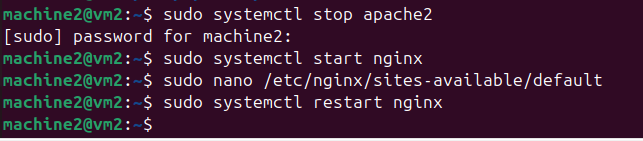 machine2@vm2:~$ sudo systemctl stop apache2
[sudo] password for machine2:
machine2@vm2:~$ sudo systemctl start nginx
machine2@vm2:~$ sudo nano /etc/nginx/sites-available/default
machine2@vm2:~$ sudo systemctl restart nginx
machine2@vm2:~$